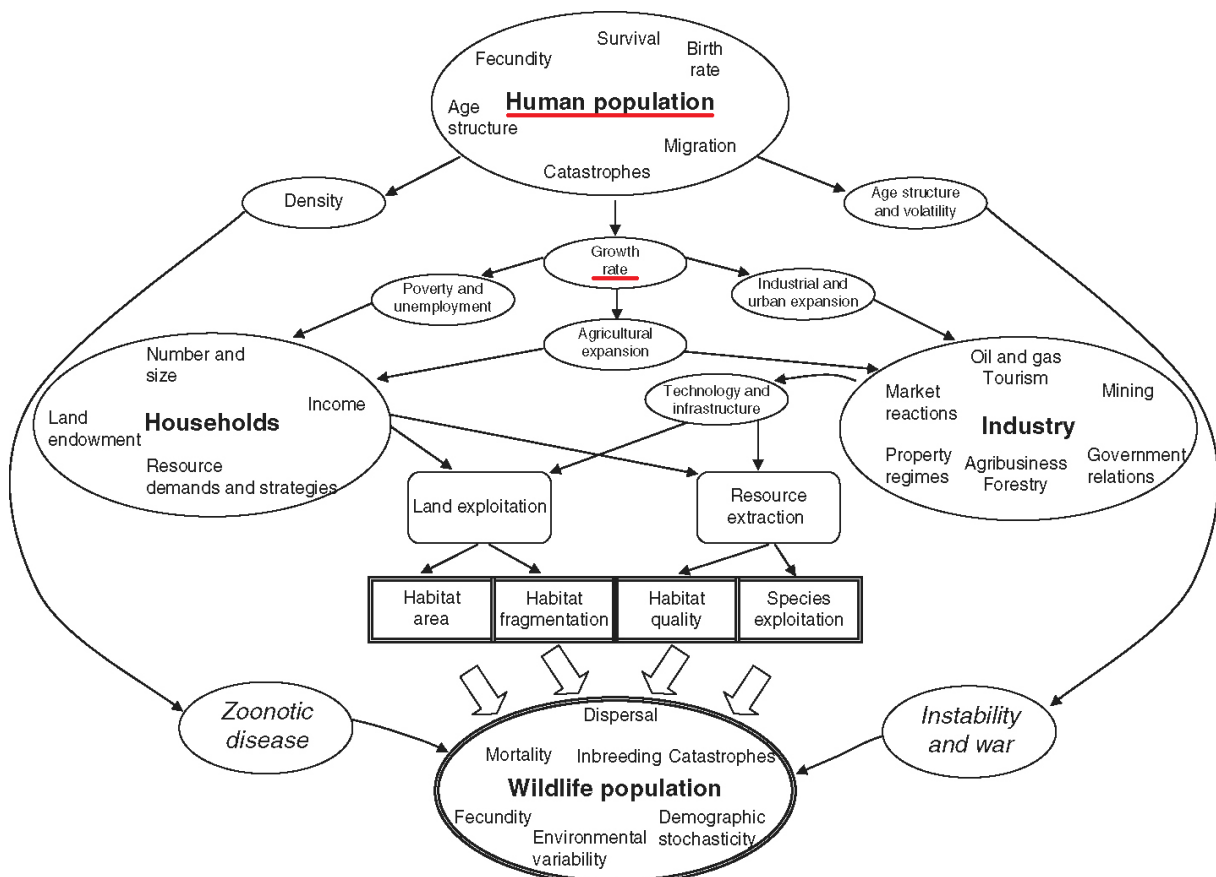 Survival
Fecundity
Birth
rate
Human population
Age
structure
Migration
Catastrophes
Density
Age structure
and volatility
Growth
rate
Poverty and
unemployment
Industrial and
urban expansion
Agricultural
expansion
Number and
size
Income
Land
endowment
Households
Resource
demands and strategies
Technology and
infrastructure
Oil and gas
Tourism
Market
reactions
Mining
Industry
Property
regimes
Agribusiness
Forestry
Government
relations
Land exploitation
Resource
extraction
Habitat
area
Habitat
fragmentation
Habitat
quality
Species
exploitation
Zoonotic
disease
Instability
and war
Dispersal
Mortality
Inbreeding
Catastrophes
Wildlife population
Fecundity
Environmental
variability
Demographic
stochasticity